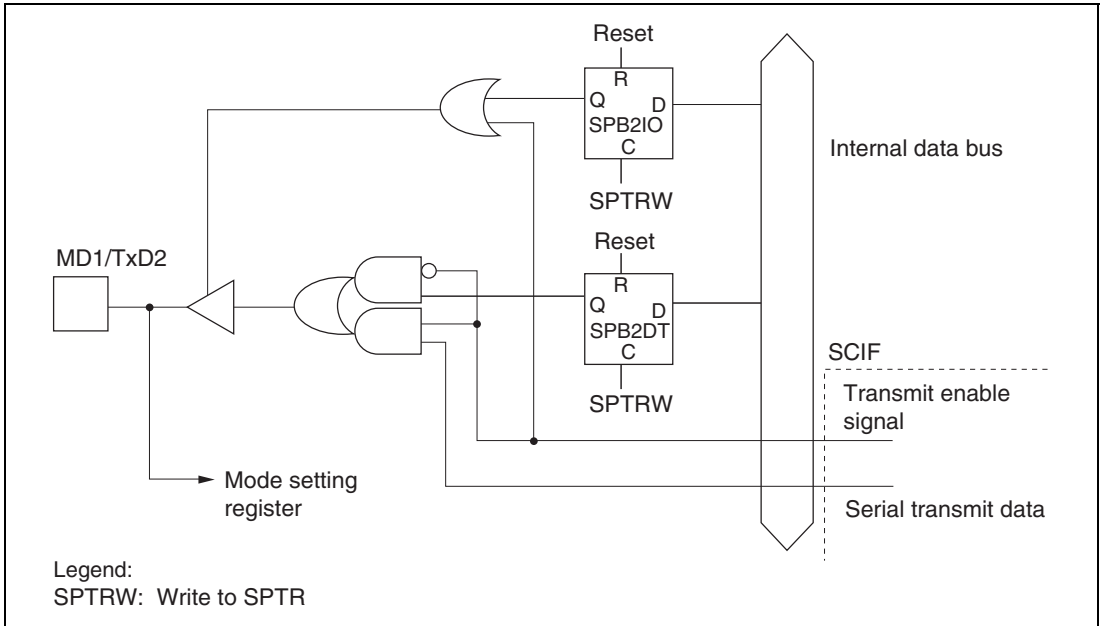 Reset
R
Q
D
SPB2IO
C
SPTRW
Internal data bus
Reset
R
Q
D
SPB2DT
C
SPTRW
MD1/TxD2
SCIF
Transmit enable
signal
Serial transmit data
Mode setting
register
Legend:
SPTRW: Write to SPTR